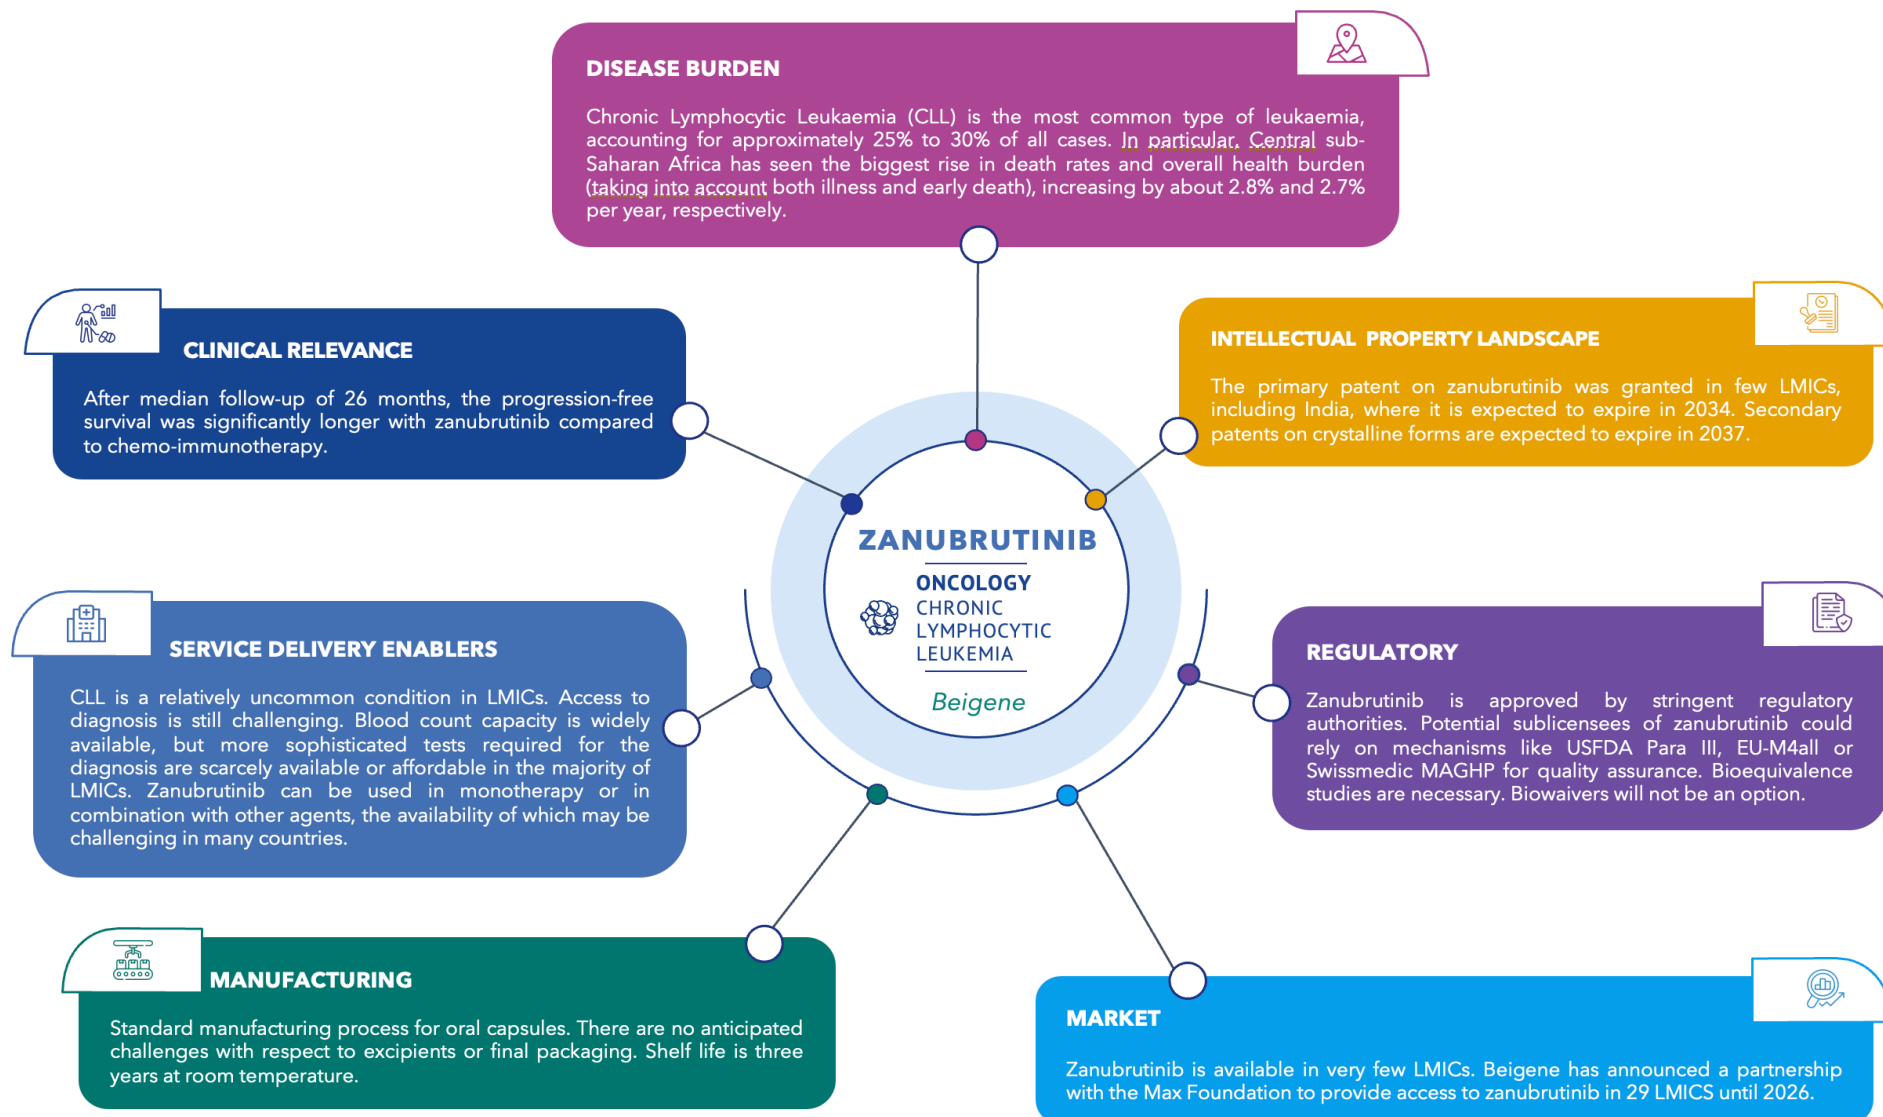 DISEASE BURDEN
Chronic Lymphocytic Leukaemia (CLL) is the most common type of leukaemia,
accounting for approximately 25% to 30% of all cases. In particular, Central sub-
Saharan Africa has seen the biggest rise in death rates and overall health burden
(taking into account both illness and early death), increasing by about 2.8% and 2.7%
per year, respectively.
CLINICAL RELEVANCE
After median follow-up of 26 months, the progression-free
survival was significantly longer with zanubrutinib compared
to chemo-immunotherapy.
INTELLECTUAL PROPERTY LANDSCAPE
The primary patent on zanubrutinib was granted in few LMICs,
including India, where it is expected to expire in 2034. Secondary
patents on crystalline forms are expected to expire in 2037.
ZANUBRUTINIB
ONCOLOGY
CHRONIC
LYMPHOCYTIC
LEUKEMIA
Beigene
SERVICE DELIVERY ENABLERS
CLL is a relatively uncommon condition in LMICs. Access to
diagnosis is still challenging. Blood count capacity is widely
available, but more sophisticated tests required for the
diagnosis are scarcely available or affordable in the majority of
LMICs. Zanubrutinib can be used in monotherapy or in
combination with other agents, the availability of which may be
challenging in many countries.
REGULATORY
Zanubrutinib is approved by stringent regulatory
authorities. Potential sublicensees of zanubrutinib could
rely on mechanisms like USFDA Para III, EU-M4all or
Swissmedic MAGHP for quality assurance. Bioequivalence
studies are necessary. Biowaivers will not be an option.
MANUFACTURING
Standard manufacturing process for oral capsules. There are no anticipated
challenges with respect to excipients or final packaging. Shelf life is three
years at room temperature.
MARKET
Zanubrutinib is available in very few LMICs. Beigene has announced a partnership
with the Max Foundation to provide access to zanubrutinib in 29 LMICS until 2026.